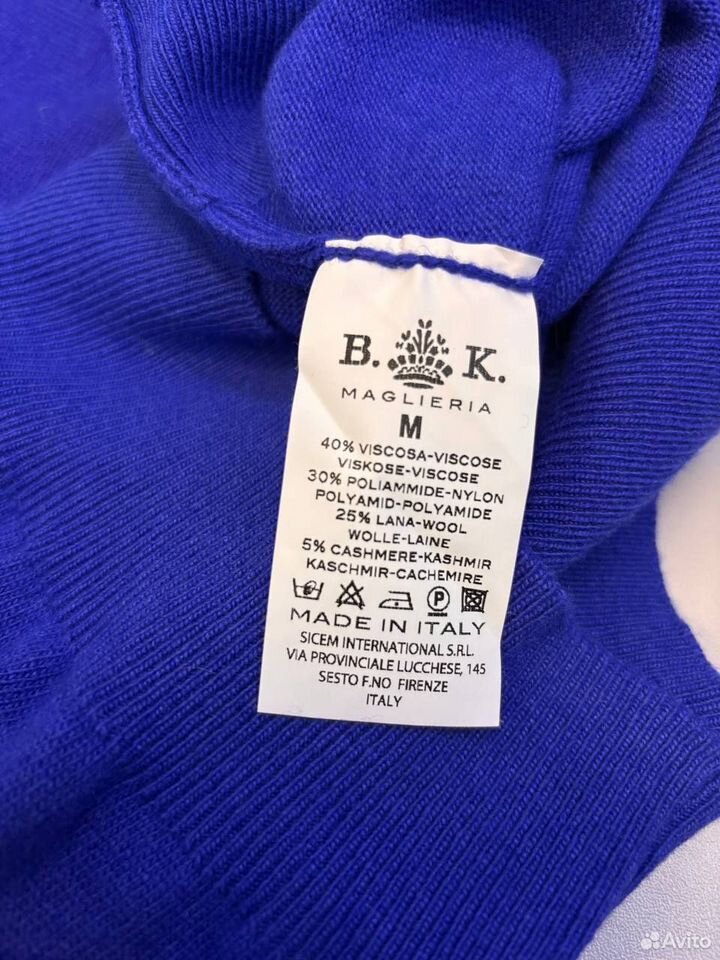 B. K.
MAGLIERIA
M
40% VISCOSA-VISCOSE
VISKOSE-VISCOSE
30% POLIAMMIDE-NYLON
POLYAMID-POLYAMIDE
25% LANA-WOOL
WOLLE-LAINE
5% CASHMERE-KASHMIR
KASCHMIR-CACHEMIRE
P
MADE IN ITALY
SICEM INTERNATIONAL S.R.L.
VIA PROVINCIALE LUCCHESE, 145
SESTO F.NO FIRENZE
ITALY
Avito